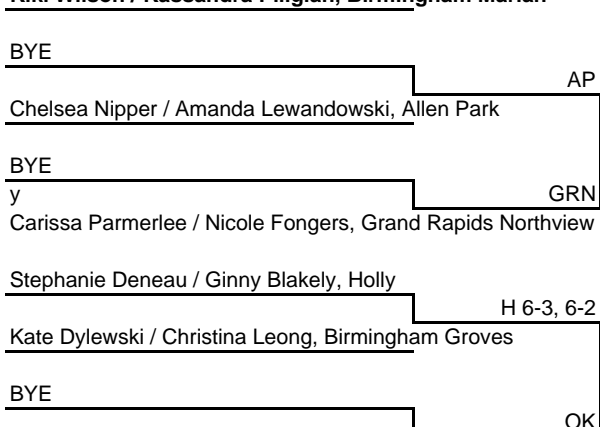 BYE
AP
Chelsea Nipper / Amanda Lewandowski, Allen Park
BYE
y
GRN
Carissa Parmerlee / Nicole Fongers, Grand Rapids Northview
Stephanie Deneau / Ginny Blakely, Holly
H 6-3, 6-2
Kate Dylewski / Christina Leong, Birmingham Groves
BYE
OK